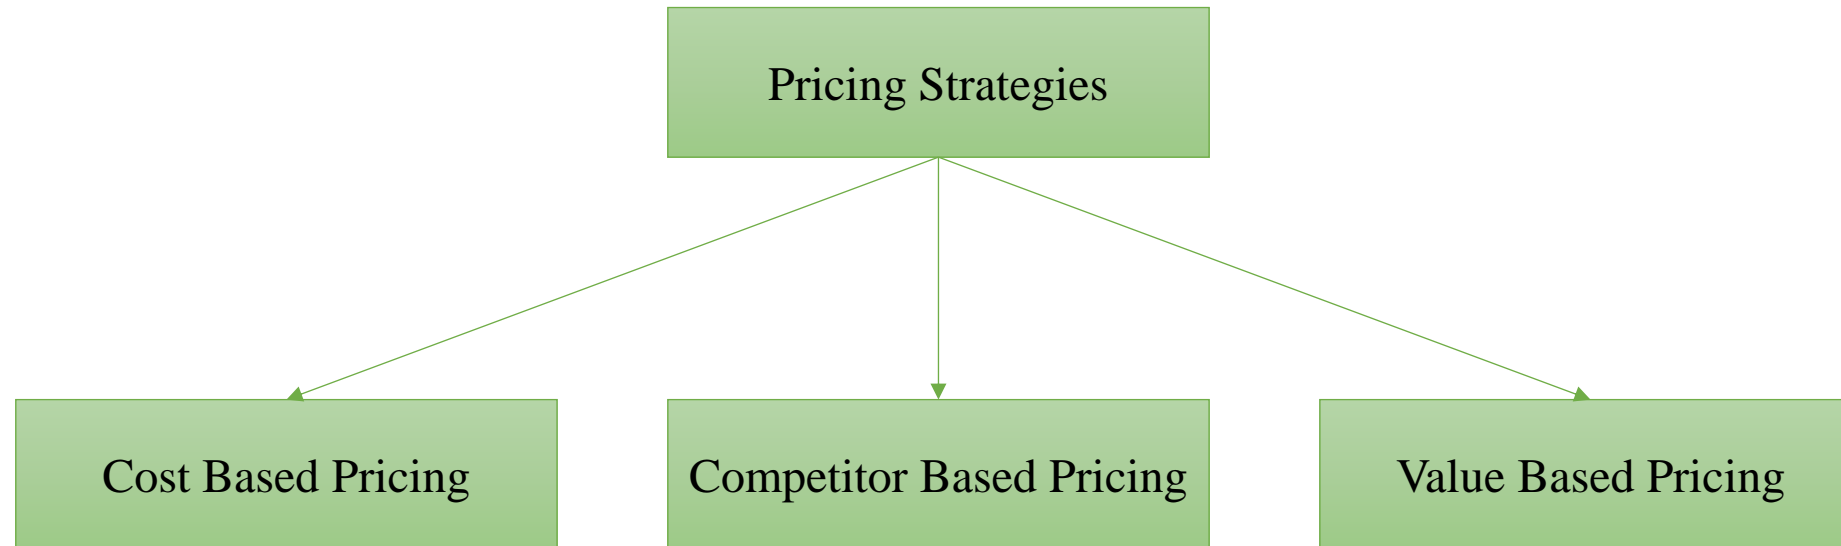 Pricing Strategies
Cost Based Pricing
Competitor Based Pricing
Value Based Pricing